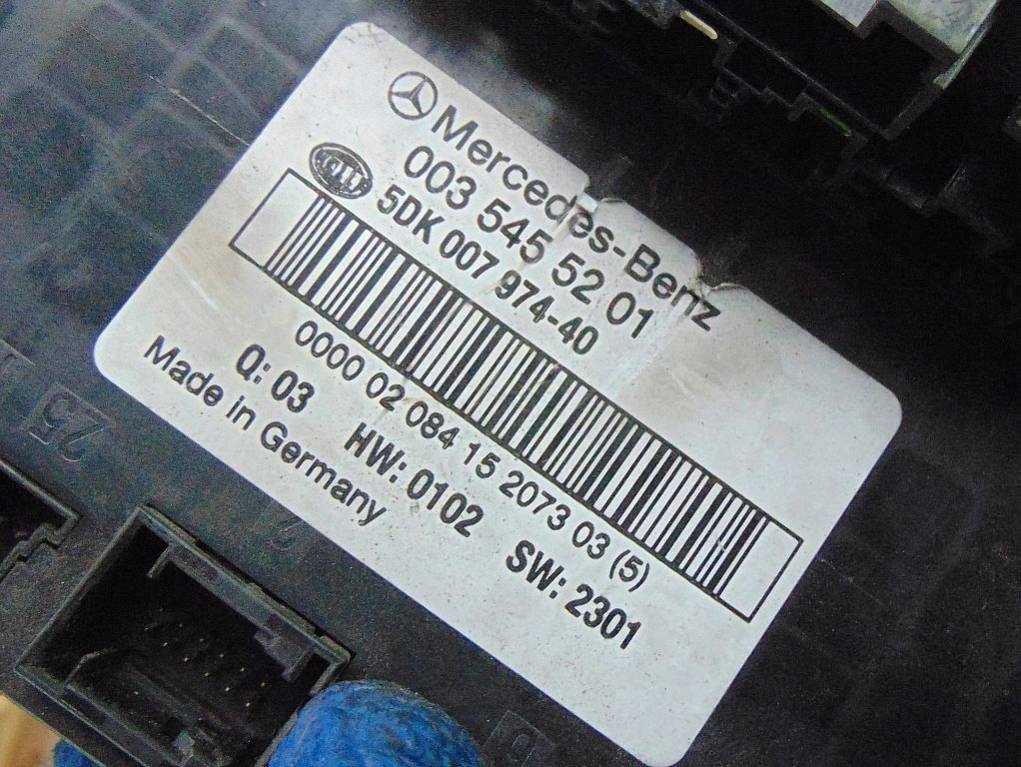 Mercedes-Benz
003 545 52 01
5DK 007 974-40
0000 02 084 15 2073 03 (5)
Q: 03 HW: 0102 SW: 2301
Made in Germany
25